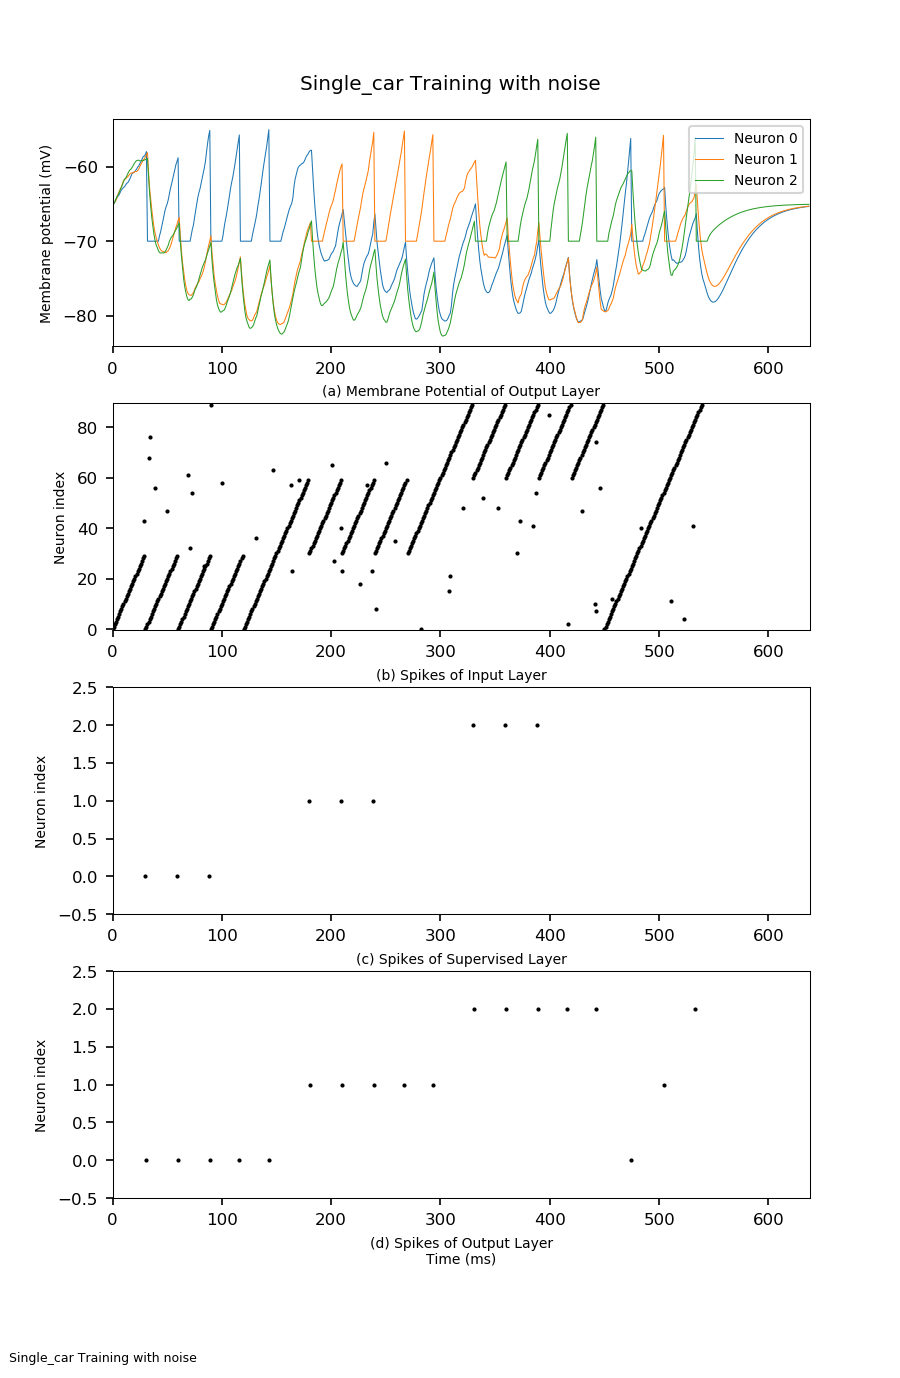 Single_car Training with noise
Membrane potential (mV)
−60
−70
−80
Neuron 0
Neuron 1
Neuron 2
0 100 200 300 400 500 600
(a) Membrane Potential of Output Layer
Neuron index
80
60
40
20
0
0 100 200 300 400 500 600
(b) Spikes of Input Layer
Neuron index
2.5
2.0
1.5
1.0
0.5
0.0
−0.5
0 100 200 300 400 500 600
(c) Spikes of Supervised Layer
Neuron index
2.5
2.0
1.5
1.0
0.5
0.0
−0.5
0 100 200 300 400 500 600
(d) Spikes of Output Layer
Time (ms)
Single_car Training with noise